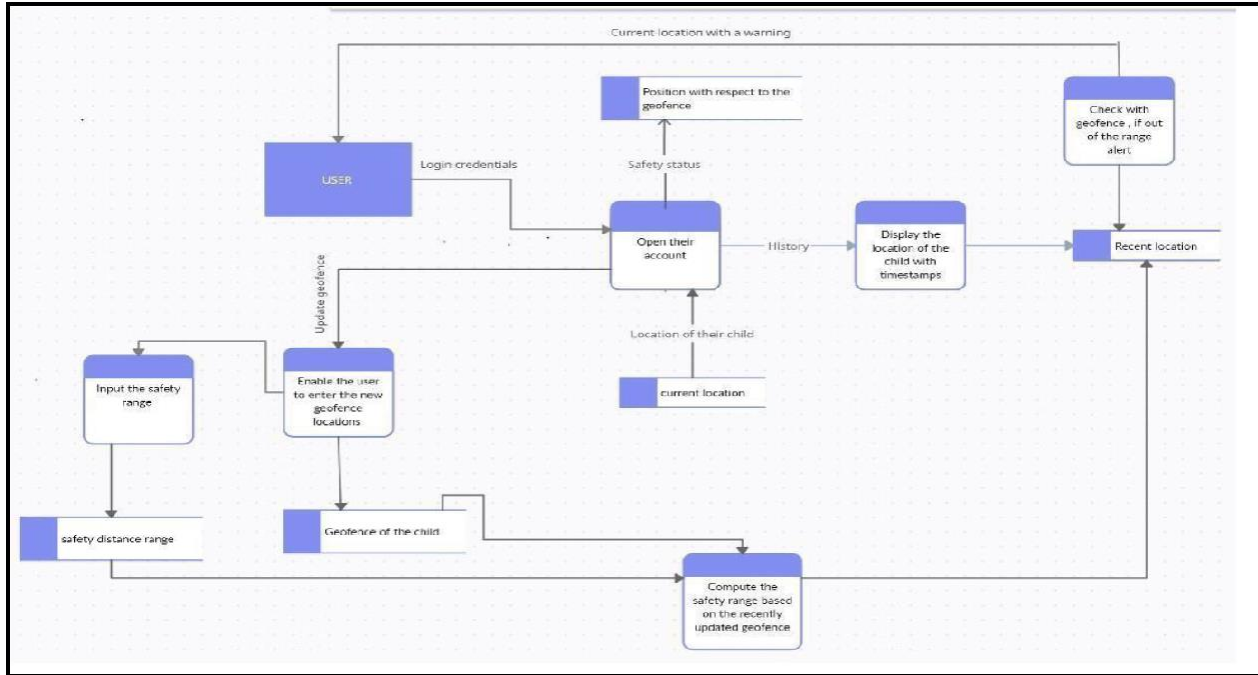 Current location with a warning
Position with respect to the
geofence
Check with
geofence , if out
of the range
alert
Login credentials
Safety status
USER
Open their
account
History
Display the
location of the
child with
timestamps
Recent location
Update geofence
Location of their child
Input the safety
range
Enable the user
to enter the new
geofence
locations
current location
safety distance range
Geofence of the child
Compute the
safety range based
on the recently
updated geofence